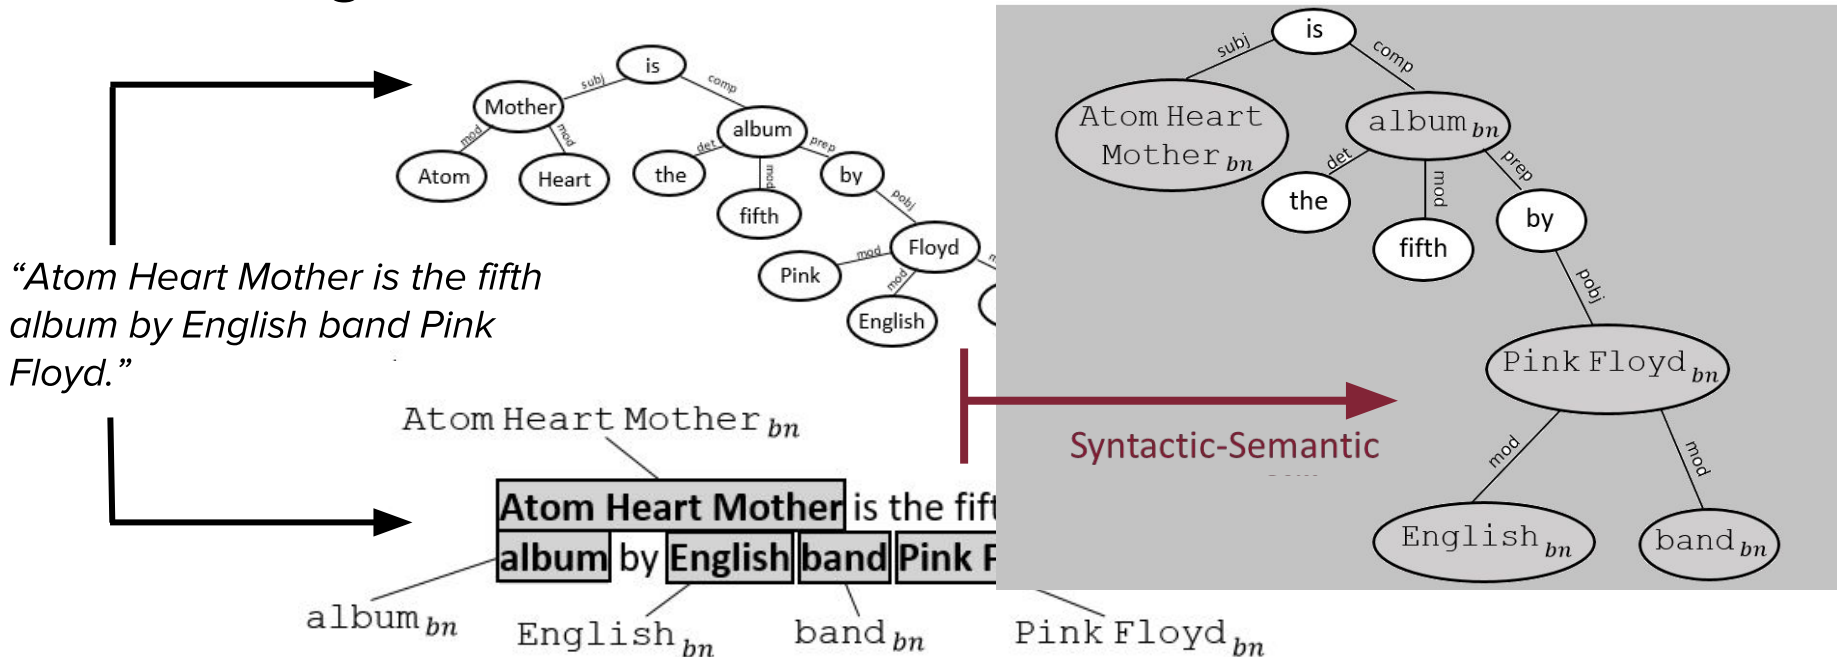 is
subj
comp
Mother
album
mod
mod
det
mod
prep
Atom
Heart
the
fifth
by
pobj
Floyd
mod
mod
Pink
English
“Atom Heart Mother is the fifth
album by English band Pink
Floyd.”
Atom Heart Mother bn
Atom Heart Mother is the
album by English band Pink
album bn
English bn
band bn
Pink Floyd bn
Syntactic-Semantic
is
subj
comp
Atom Heart
Mother bn
album bn
det
mod
prep
the
fifth
by
pobj
Pink Floyd bn
mod
mod
English bn
band bn